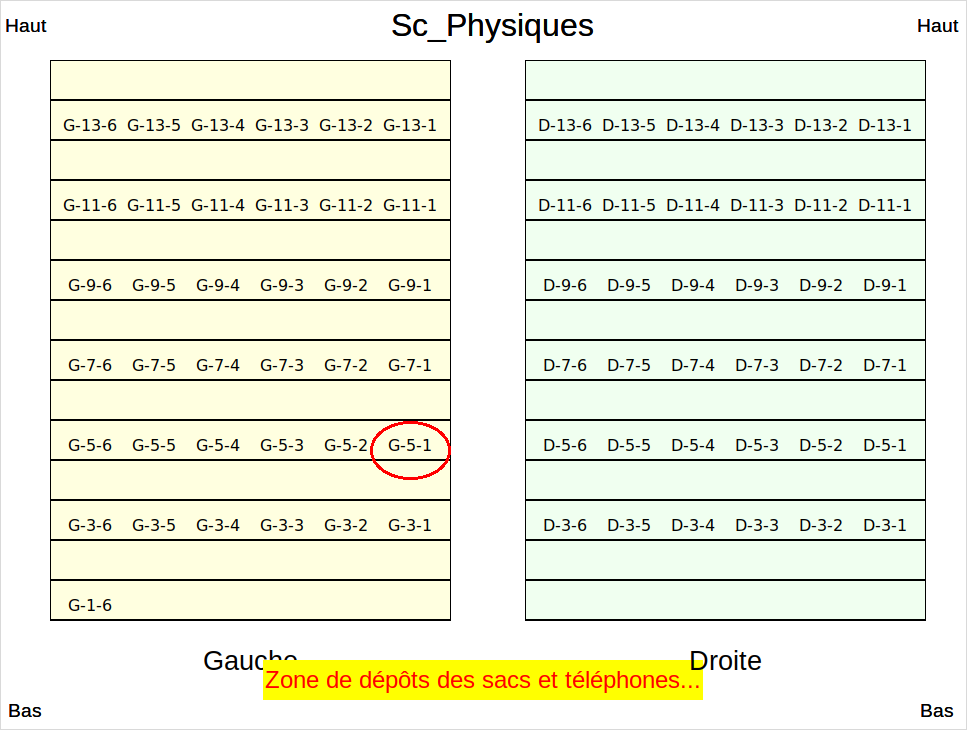 Haut Sc_Physiques Haut
G-13-6 G-13-5 G-13-4 G-13-3 G-13-2 G-13-1 D-13-6 D-13-5 D-13-4 D-13-3 D-13-2 D-13-1
G-11-6 G-11-5 G-11-4 G-11-3 G-11-2 G-11-1 D-11-6 D-11-5 D-11-4 D-11-3 D-11-2 D-11-1
G-9-6 G-9-5 G-9-4 G-9-3 G-9-2 G-9-1 D-9-6 D-9-5 D-9-4 D-9-3 D-9-2 D-9-1
G-7-6 G-7-5 G-7-4 G-7-3 G-7-2 G-7-1 D-7-6 D-7-5 D-7-4 D-7-3 D-7-2 D-7-1
G-5-6 G-5-5 G-5-4 G-5-3 G-5-2 G-5-1 D-5-6 D-5-5 D-5-4 D-5-3 D-5-2 D-5-1
G-3-6 G-3-5 G-3-4 G-3-3 G-3-2 G-3-1 D-3-6 D-3-5 D-3-4 D-3-3 D-3-2 D-3-1
G-1-6
Gauche Droite
Zone de dépôts des sacs et téléphones...
Bas Bas